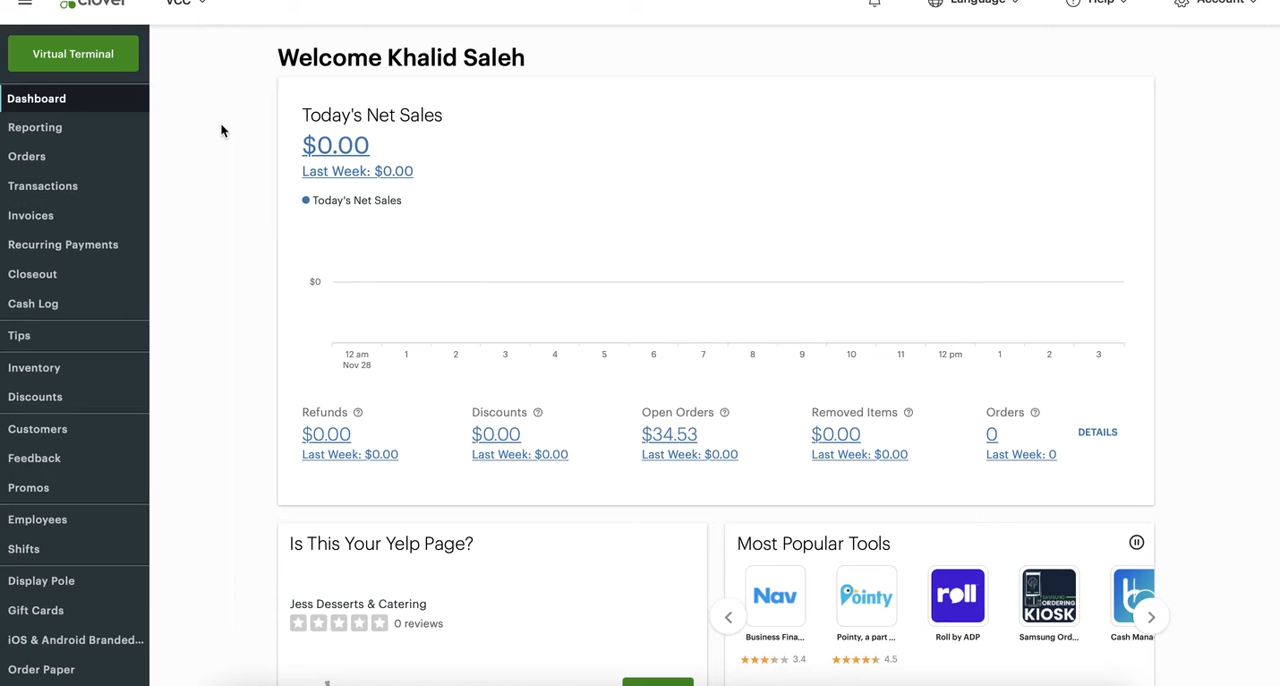 clover
VCC
Language
Help
Account
Virtual Terminal
Dashboard
Reporting
Orders
Transactions
Invoices
Recurring Payments
Closeout
Cash Log
Tips
Inventory
Discounts
Customers
Feedback
Promos
Employees
Shifts
Display Pole
Gift Cards
iOS & Android Branded...
Order Paper
Welcome Khalid Saleh
Today's Net Sales
$0.00
Last Week: $0.00
Today's Net Sales
$0
12 am 1 2 3 4 5 6 7 8 9 10 11 12 pm 1 2 3
Nov 28
Refunds Discounts Open Orders Removed Items Orders
$0.00 $0.00 $34.53 $0.00 0 DETAILS
Last Week: $0.00 Last Week: $0.00 Last Week: $0.00 Last Week: $0.00 Last Week: 0
Is This Your Yelp Page?
Jess Desserts & Catering
0 reviews
Most Popular Tools
Nav Pointy roll SAMSUNG ORDERING KIOSK
Business Fina... Pointy, a part ... Roll by ADP Samsung Ord... Cash Mana
3.4 4.5